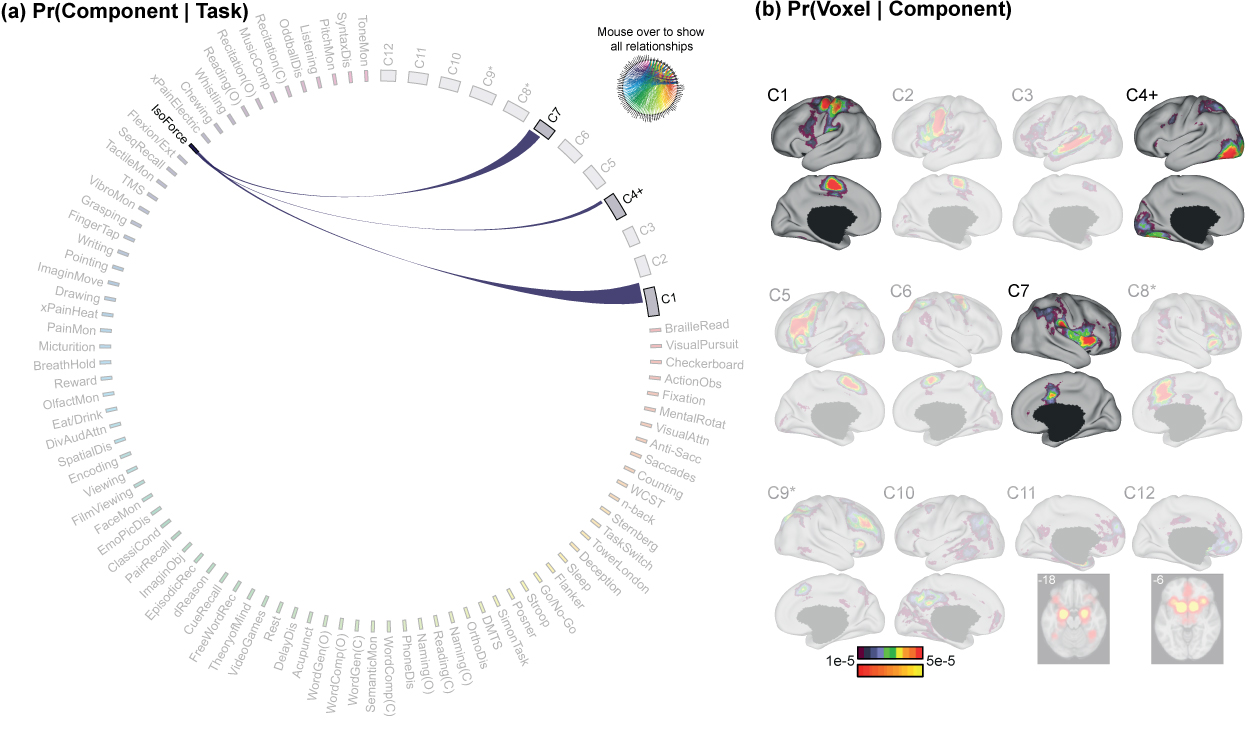 (a) Pr(Component | Task)
(b) Pr(Voxel | Component)
Mouse over to show
all relationships
C12
C11
C10
C9*
C8*
C7
C6
C5
C4+
C3
C2
C1
BrailleRead
VisualPursuit
Checkerboard
ActionObs
Fixation
MentalRotat
VisualAttn
Anti-Sacc
Saccades
Counting
WCST
n-back
Sternberg
TaskSwitch
TowerLondon
Deception
Sleep
Flanker
Go/No-Go
Stroop
Posner
SimonTask
DMTS
OrthoDis
Naming(C)
Reading(C)
Naming(O)
PhoneDis
WordComp(C)
SemanticMon
WordGen(C)
WordComp(O)
WordGen(O)
Acupunct
DelayDis
Rest
VideoGames
TheoryofMind
FreeWordRec
CueRecall
dReason
EpisodicRec
ImaginObj
PairRecall
ClassiCond
EmoPicDis
FaceMon
FilmViewing
Viewing
Encoding
SpatialDis
DivAudAttn
Eat/Drink
OlfactMon
Reward
BreathHold
Micturition
PainMon
xPainHeat
Drawing
ImaginMove
Pointing
Writing
FingerTap
Grasping
VibroMon
TMS
TactileMon
SeqRecall
Flexion/Ext
IsoForce
xPainElectric
Chewing
Whistling
Reading(O)
Recitation(O)
MusicComp
Recitation(C)
OddballDis
Listening
PitchMon
SyntaxDis
ToneMon
C1
C2
C3
C4+
C5
C6
C7
C8*
C9*
C10
C11
C12
-18
-6
1e-5
5e-5